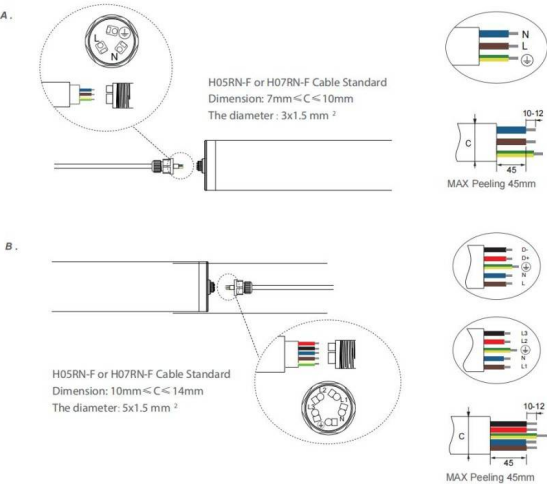 A .
L
N
H05RN-F or H07RN-F Cable Standard
Dimension: 7mm≤C≤10mm
The diameter : 3x1.5 mm ²
N
L
10-12
C
45
MAX Peeling 45mm
B .
H05RN-F or H07RN-F Cable Standard
Dimension: 10mm≤C≤14mm
The diameter: 5x1.5 mm ²
L2
L1
N
D-
D+
N
L
L3
L2
N
L1
10-12
C
45
MAX Peeling 45mm